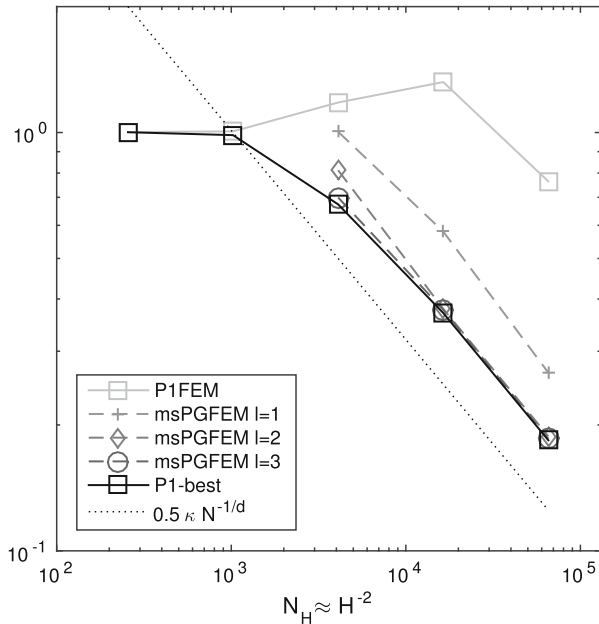 10^0
10^-1
P1FEM
msPGFEM l=1
msPGFEM l=2
msPGFEM l=3
P1-best
0.5 κ N^-1/d
10^2 10^3 10^4 10^5
N_H≈ H^-2